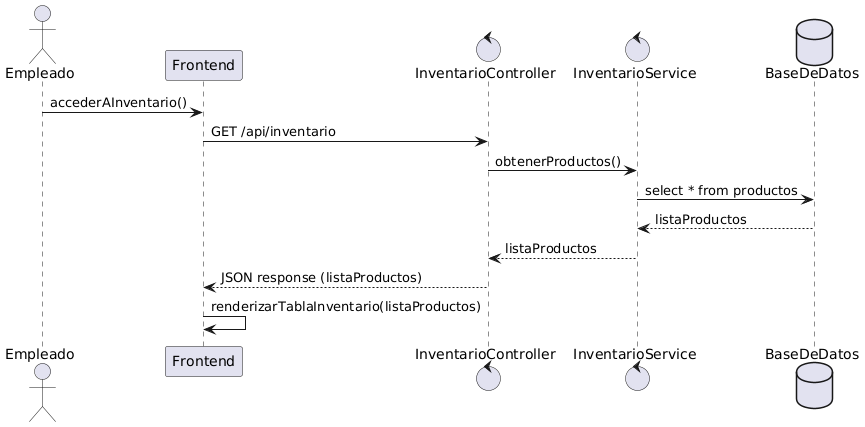 Empleado
Frontend
InventarioController
InventarioService
BaseDeDatos
accederAInventario()
GET /api/inventario
obtenerProductos()
select * from productos
listaProductos
listaProductos
JSON response (listaProductos)
renderizarTablaInventario(listaProductos)
Empleado
Frontend
InventarioController
InventarioService
BaseDeDatos